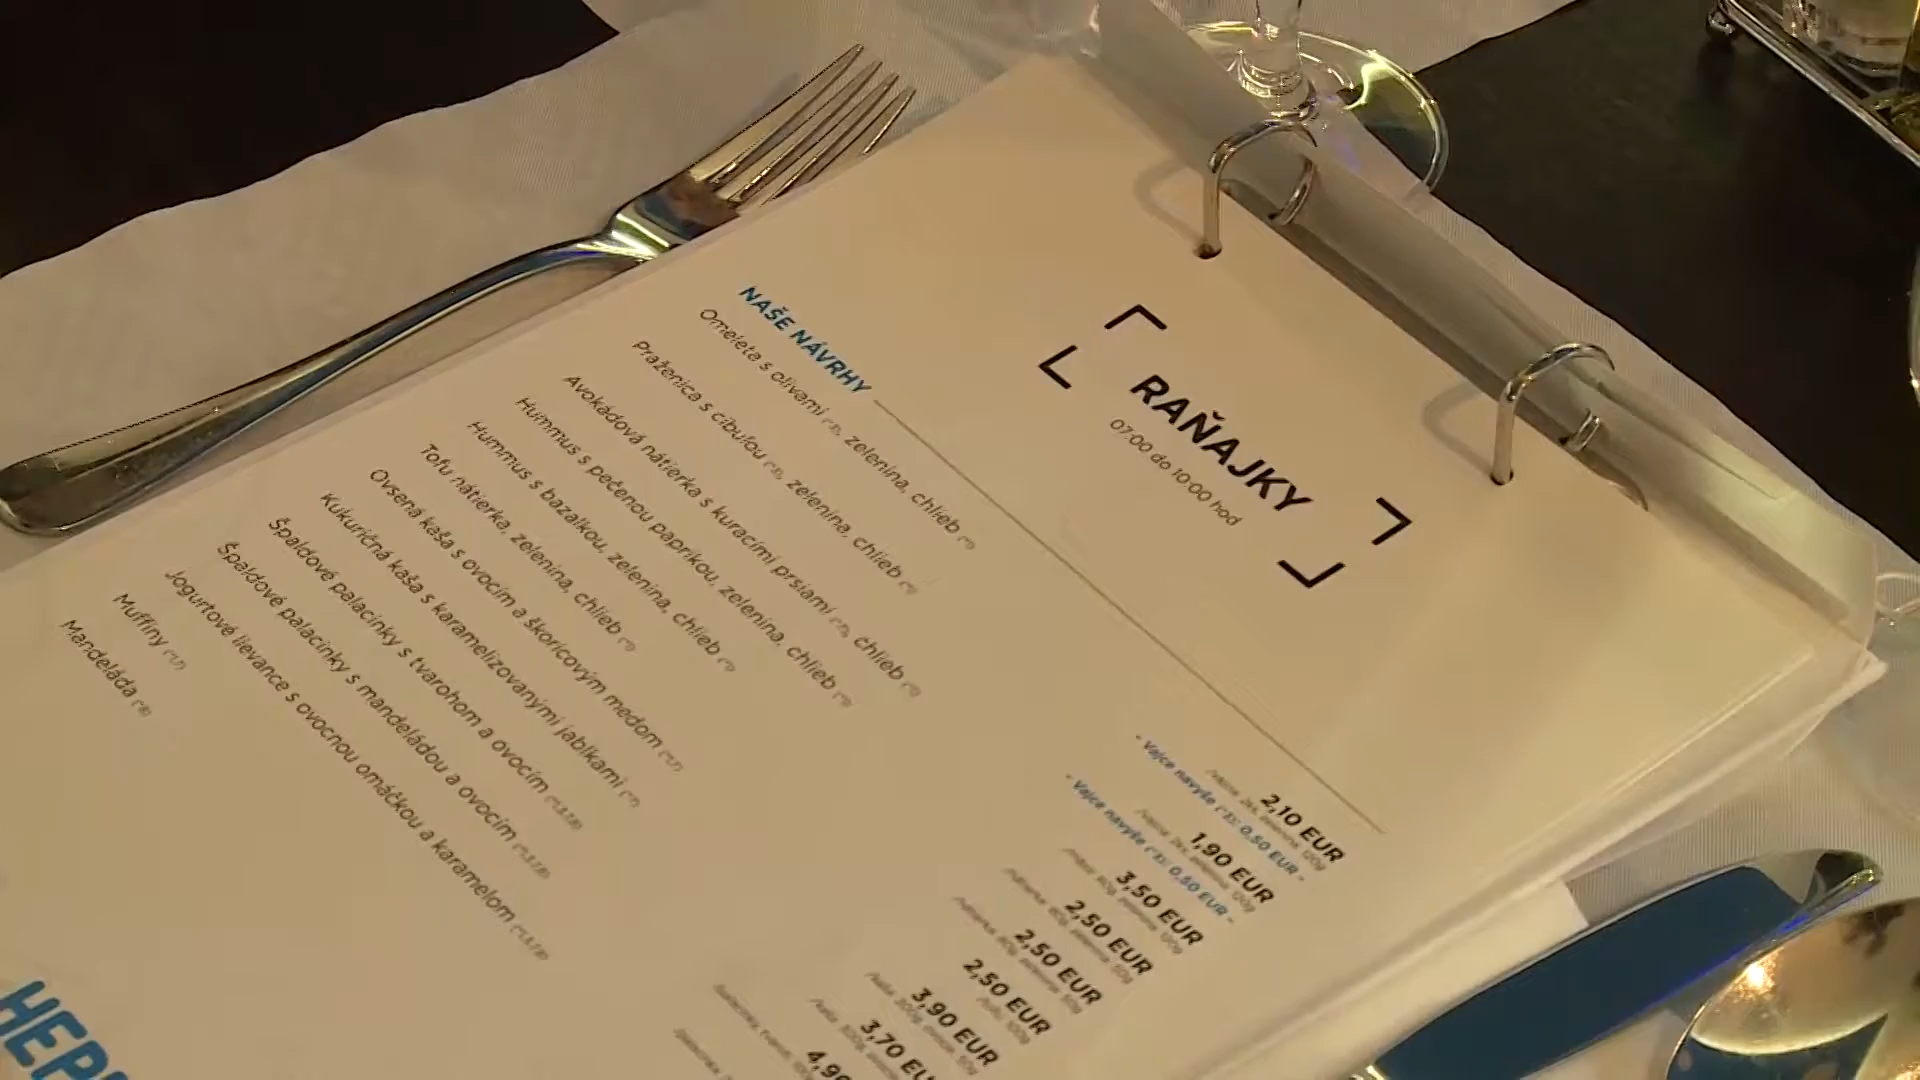 RAŇAJKY
07:00 do 10:00 hod
NAŠE NÁVRHY
Omeleta s olivami zelenina, chlieb
2,10 EUR
- Vajce navyše 0,50 EUR -
Praženica s cibuľou zelenina, chlieb
1,90 EUR
- Vajce navyše 0,50 EUR -
Avokádová nátierka s kuracími prsiami chlieb
3,50 EUR
Hummus s pečenou paprikou, zelenina, chlieb
2,50 EUR
Hummus s bazalkou, zelenina, chlieb
2,50 EUR
Tofu nátierka, zelenina, chlieb
2,50 EUR
Ovsená kaša s ovocím a škoricovým medom
3,90 EUR
Kukuričná kaša s karamelizovanými jablkami
3,70
Špaldové palacinky s tvarohom a ovocím
Špaldové palacinky s mandeládou a ovocím
Jogurtové lievance s ovocnou omáčkou a karamelom
Muffiny
Mandeláda